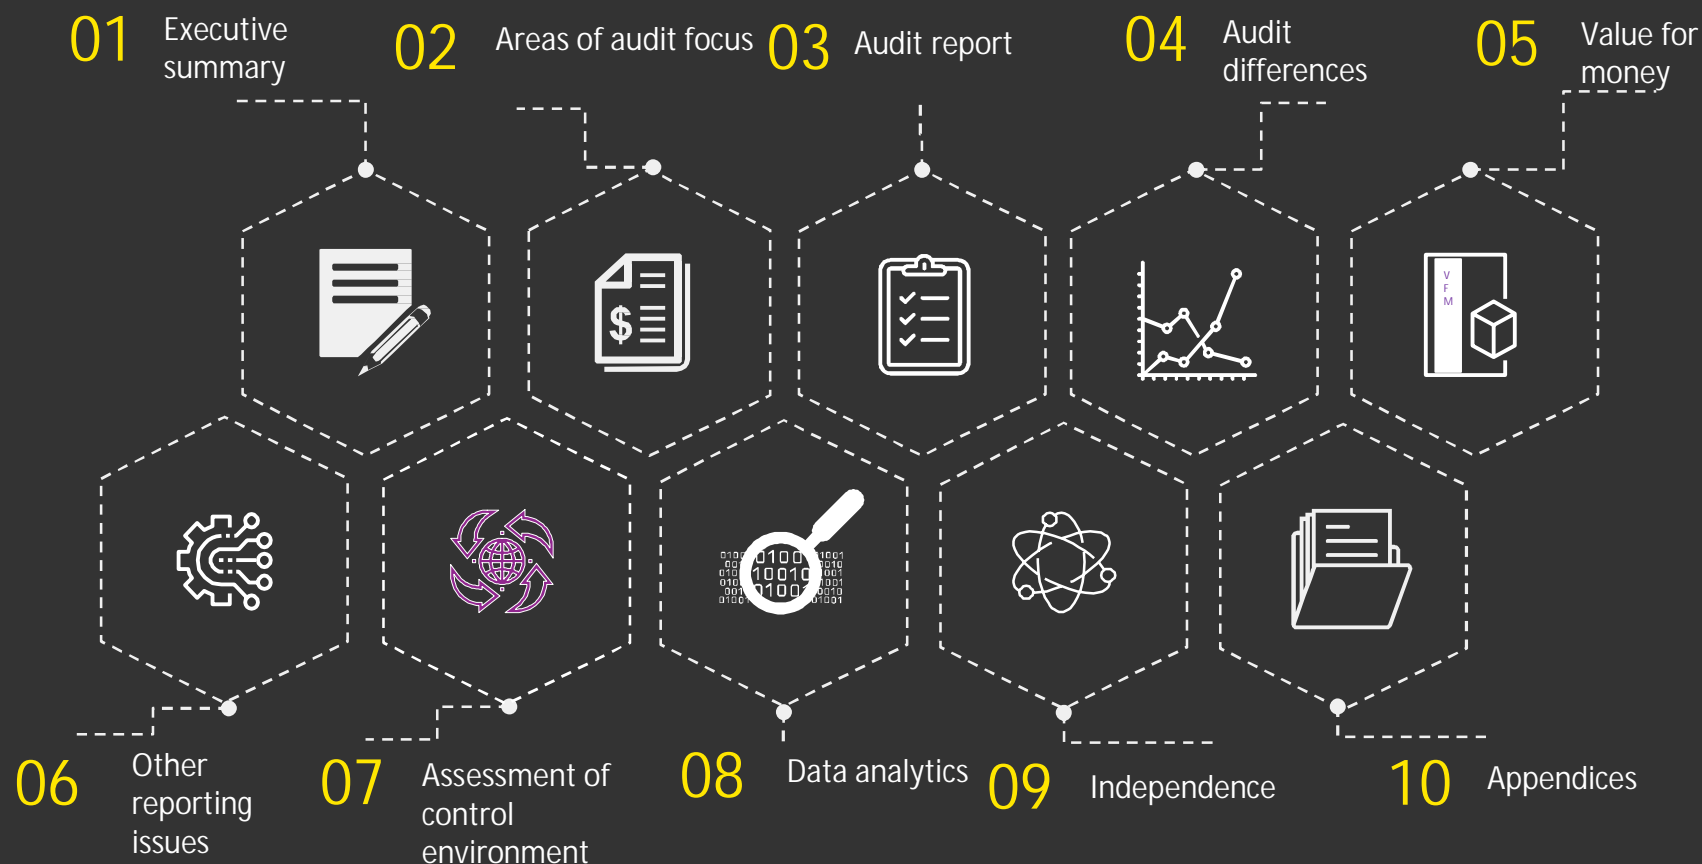 01
Executive
summary
02
Areas of audit focus
03
Audit report
04
Audit
differences
05
Value for
money
$
V
F
M
06
Other
reporting
issues
07
Assessment of
control
environment
08
Data analytics
09
Independence
10
Appendices